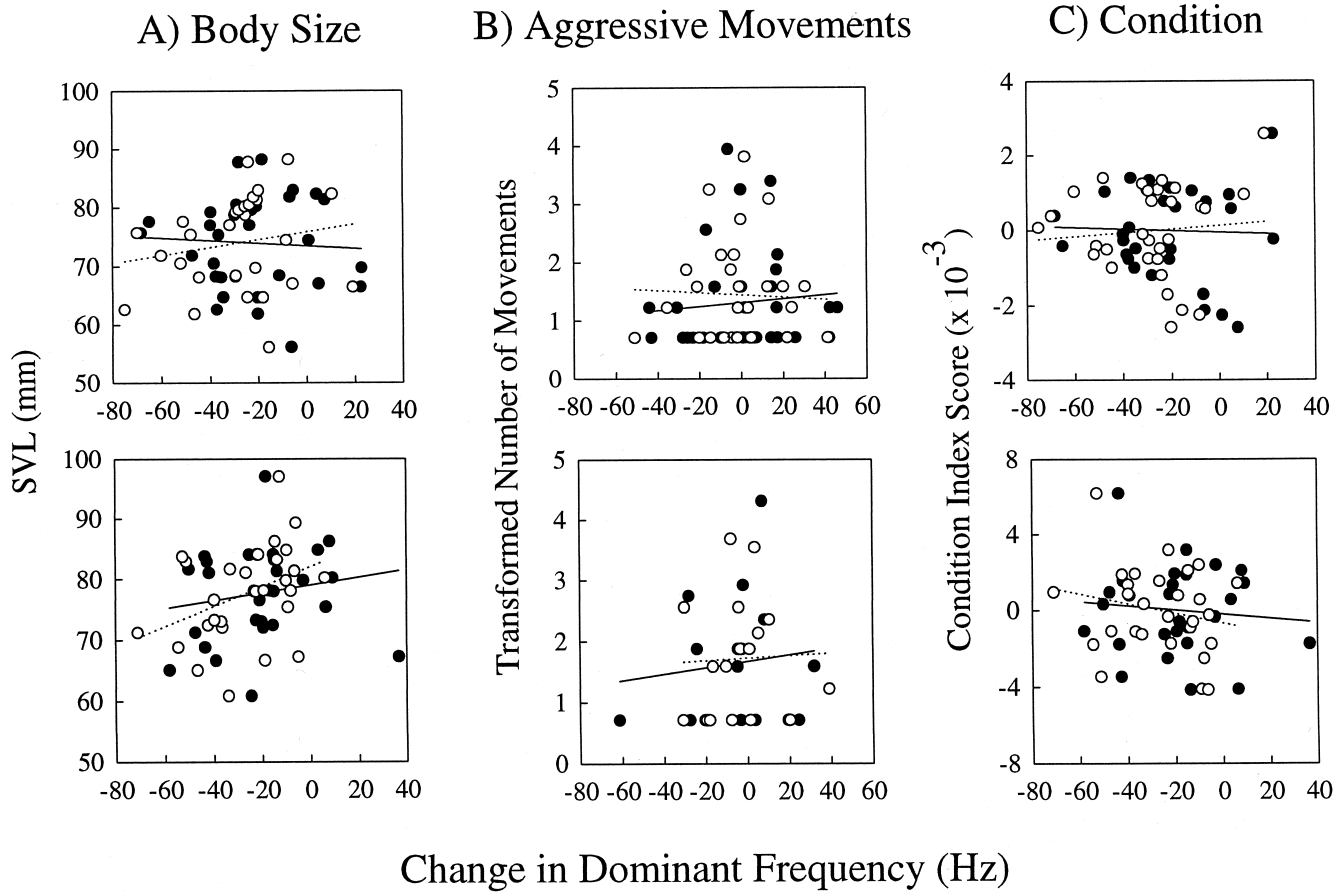 A) Body Size
B) Aggressive Movements
C) Condition
SVL (mm)
100
90
80
70
60
50
-80 -60 -40 -20 0 20 40
100
90
80
70
60
50
-80 -60 -40 -20 0 20 40
Transformed Number of Movements
5
4
3
2
1
0
-80 -60 -40 -20 0 20 40 60
5
4
3
2
1
0
-80 -60 -40 -20 0 20 40 60
Condition Index Score (x 10-3)
4
2
0
-2
-4
-80 -60 -40 -20 0 20 40
8
4
0
-4
-8
-80 -60 -40 -20 0 20 40
Change in Dominant Frequency (Hz)